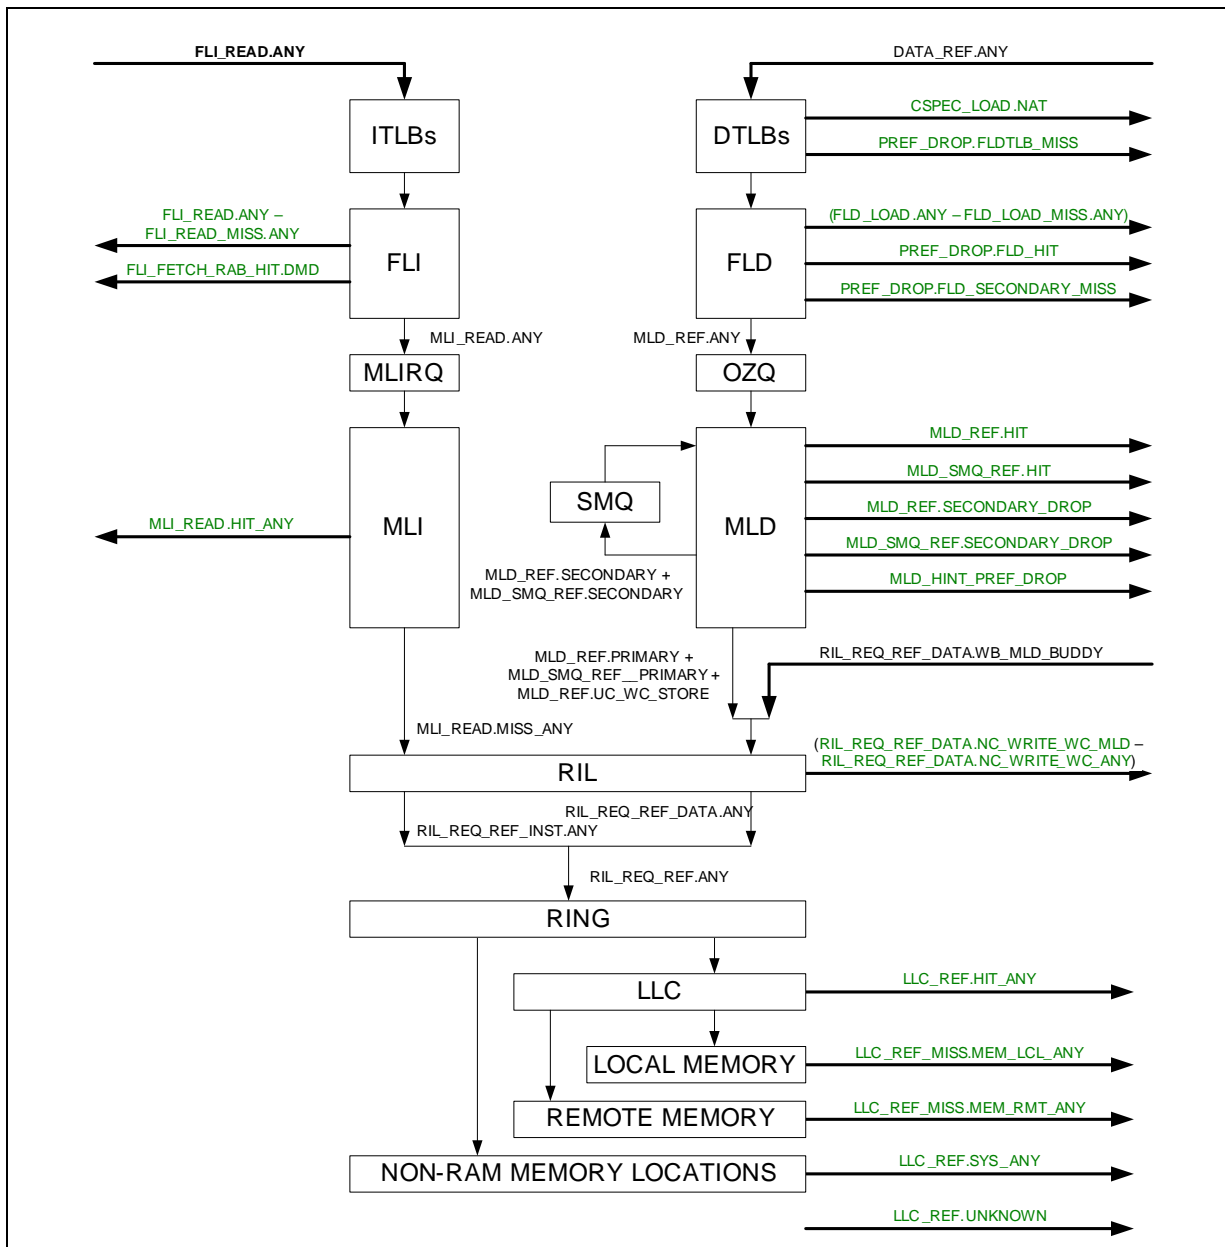 FLI_READ.ANY
DATA_REF.ANY
ITLBs
DTLBs
CSPEC_LOAD.NAT
PREF_DROP.FLDTLB_MISS
FLI_READ.ANY –
FLI_READ_MISS.ANY
FLI_FETCH_RAB_HIT.DMD
FLI
FLD
(FLD_LOAD.ANY – FLD_LOAD_MISS.ANY)
PREF_DROP.FLD_HIT
PREF_DROP.FLD_SECONDARY_MISS
MLI_READ.ANY
MLD_REF.ANY
MLIRQ
OZQ
MLI_READ.HIT_ANY
MLI
SMQ
MLD
MLD_REF.HIT
MLD_SMQ_REF.HIT
MLD_REF.SECONDARY_DROP
MLD_SMQ_REF.SECONDARY_DROP
MLD_HINT_PREF_DROP
MLD_REF.SECONDARY +
MLD_SMQ_REF.SECONDARY
MLD_REF.PRIMARY +
MLD_SMQ_REF__PRIMARY +
MLD_REF.UC_WC_STORE
RIL_REQ_REF_DATA.WB_MLD_BUDDY
MLI_READ.MISS_ANY
RIL
(RIL_REQ_REF_DATA.NC_WRITE_WC_MLD –
RIL_REQ_REF_DATA.NC_WRITE_WC_ANY)
RIL_REQ_REF_DATA.ANY
RIL_REQ_REF_INST.ANY
RIL_REQ_REF.ANY
RING
LLC
LLC_REF.HIT_ANY
LOCAL MEMORY
LLC_REF_MISS.MEM_LCL_ANY
REMOTE MEMORY
LLC_REF_MISS.MEM_RMT_ANY
NON-RAM MEMORY LOCATIONS
LLC_REF.SYS_ANY
LLC_REF.UNKNOWN